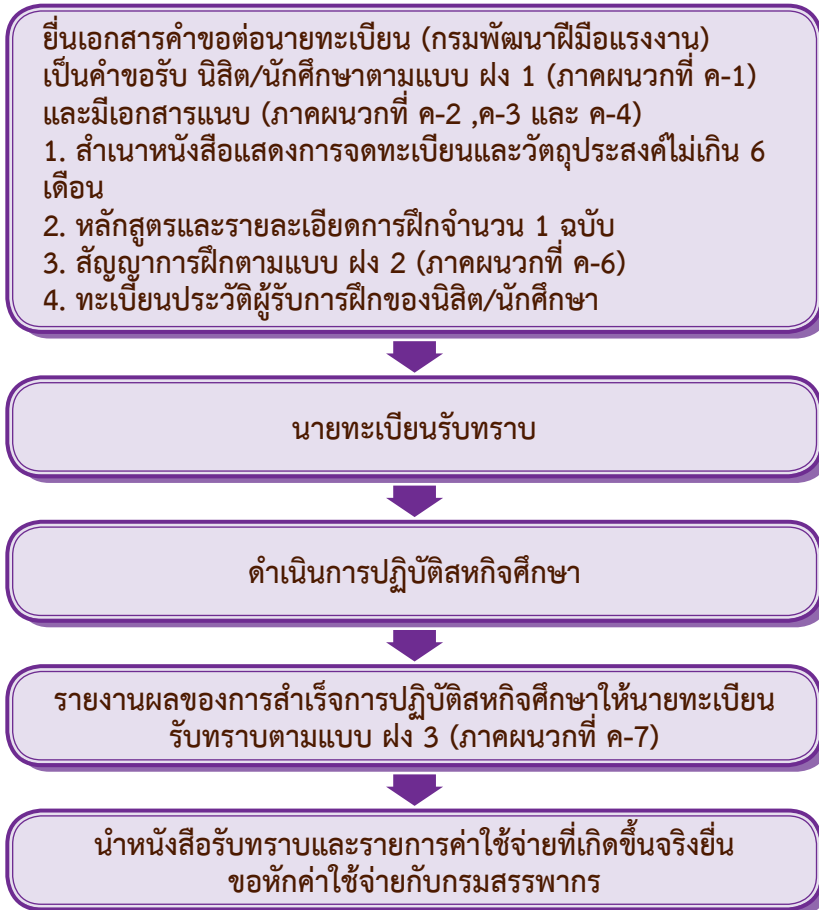 ยื่นเอกสารคำขอต่อนายทะเบียน (กรมพัฒนาฝีมือแรงงาน)
เป็นคำขอรับ นิสิต/นักศึกษาตามแบบ ฝง 1 (ภาคผนวกที่ ค-1)
และมีเอกสารแนบ (ภาคผนวกที่ ค-2 ,ค-3 และ ค-4)
1. สำเนาหนังสือแสดงการจดทะเบียนและวัตถุประสงค์ไม่เกิน 6
เดือน
2. หลักสูตรและรายละเอียดการฝึกจำนวน 1 ฉบับ
3. สัญญาการฝึกตามแบบ ฝง 2 (ภาคผนวกที่ ค-6)
4. ทะเบียนประวัติผู้รับการฝึกของนิสิต/นักศึกษา
นายทะเบียนรับทราบ
ดำเนินการปฏิบัติสหกิจศึกษา
รายงานผลของการสำเร็จการปฏิบัติสหกิจศึกษาให้นายทะเบียน
รับทราบตามแบบ ฝง 3 (ภาคผนวกที่ ค-7)
นำหนังสือรับทราบและรายการค่าใช้จ่ายที่เกิดขึ้นจริงยื่น
ขอหักค่าใช้จ่ายกับกรมสรรพากร